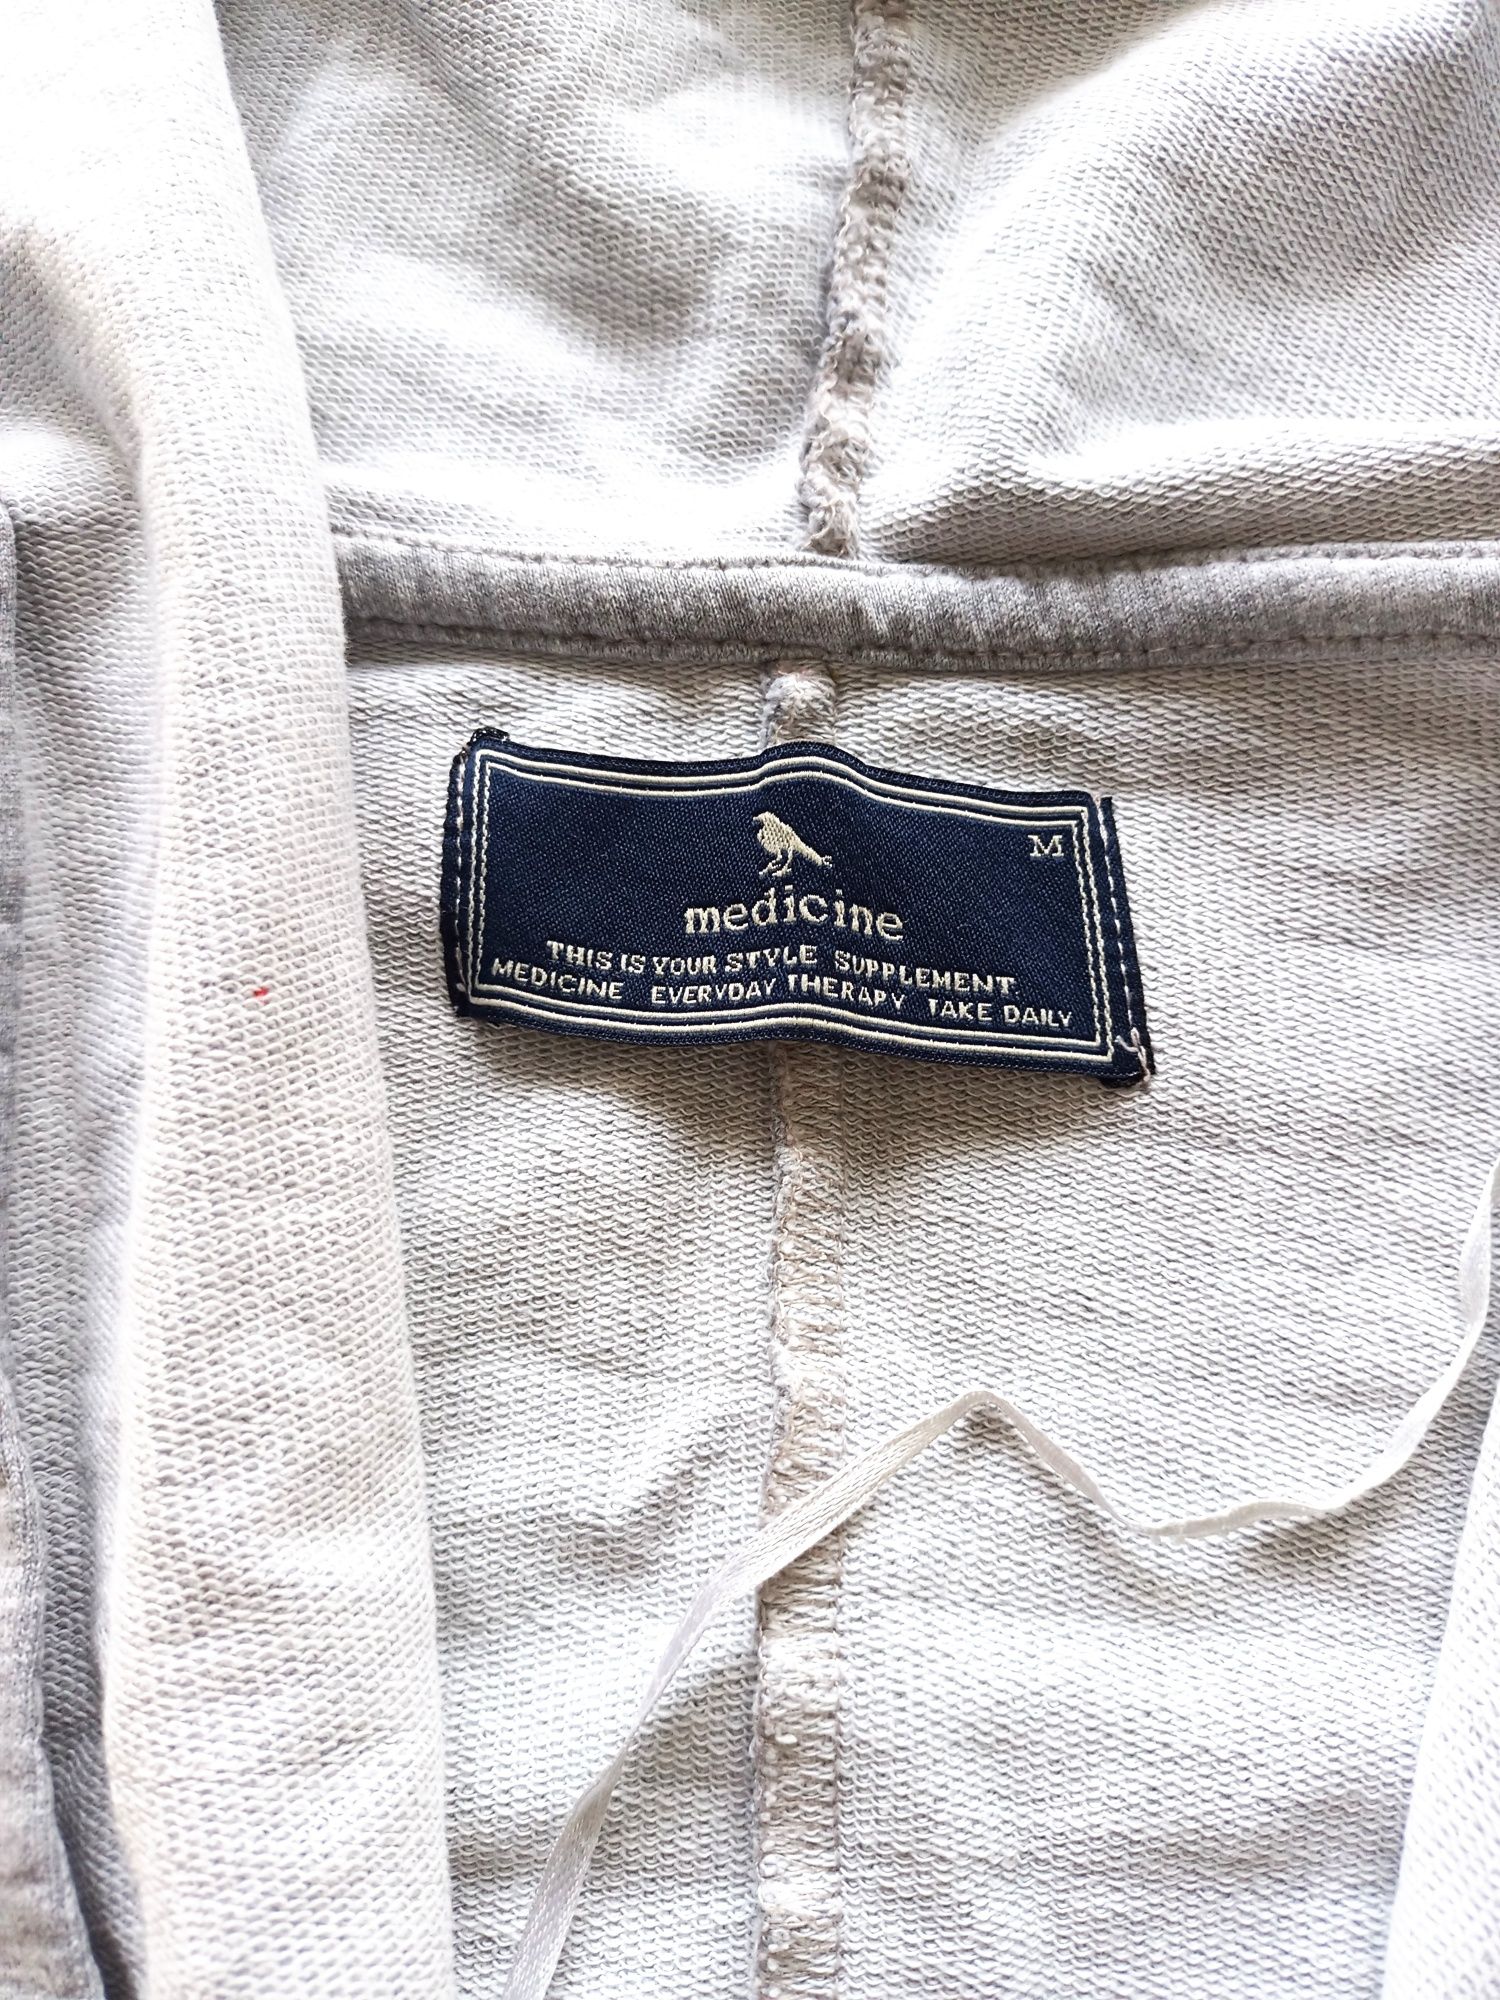 M
medicine
THIS IS YOUR STYLE SUPPLEMENT
MEDICINE EVERYDAY THERAPY TAKE DAILY